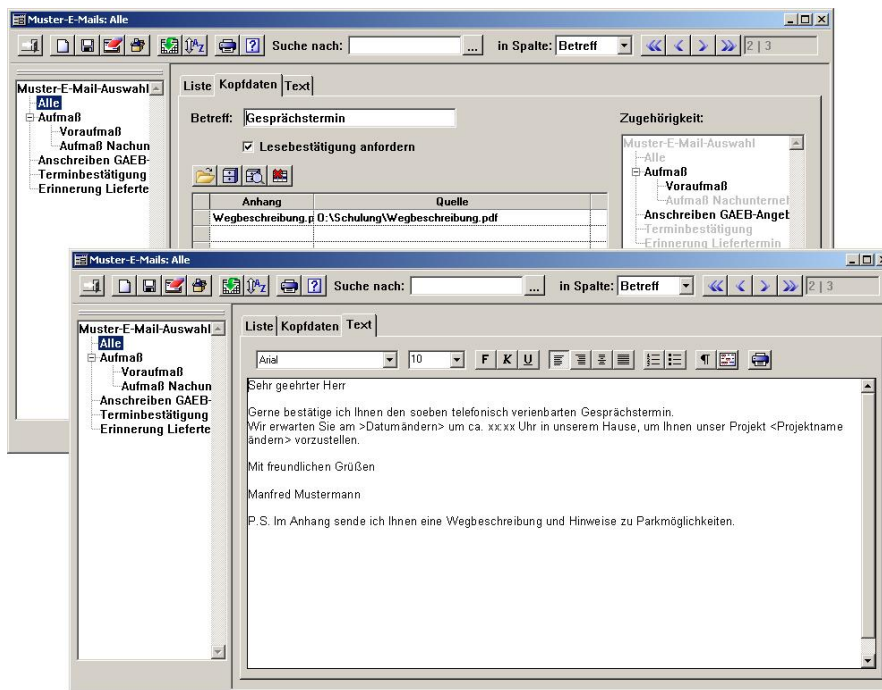 Muster-E-Mails: Alle
Suche nach: ... in Spalte: Betreff 2 | 3
Muster-E-Mail-Auswahl
Alle
Aufmaß
Voraufmaß
Aufmaß Nachun
Anschreiben GAEB-
Terminbestätigung
Erinnerung Lieferte
Liste Kopfdaten Text
Betreff: Gesprächstermin
Lesebestätigung anfordern
Anhang Quelle
Wegbeschreibung.p O:\Schulung\Wegbeschreibung.pdf
Zugehörigkeit:
Muster-E-Mail-Auswahl
Alle
Aufmaß
Voraufmaß
Aufmaß Nachunternel
Anschreiben GAEB-Angel
Terminbestätigung
Erinnerung Liefertermin
Muster-E-Mails: Alle
Suche nach: ... in Spalte: Betreff 2 | 3
Muster-E-Mail-Auswahl
Alle
Aufmaß
Voraufmaß
Aufmaß Nachun
Anschreiben GAEB-
Terminbestätigung
Erinnerung Lieferte
Liste Kopfdaten Text
Arial 10 F K U
Sehr geehrter Herr
Gerne bestätige ich Ihnen den soeben telefonisch verienbarten Gesprächstermin.
Wir erwarten Sie am >Datumändern> um ca. xx:xx Uhr in unserem Hause, um Ihnen unser Projekt <Projektname
ändern> vorzustellen.
Mit freundlichen Grüßen
Manfred Mustermann
P.S. Im Anhang sende ich Ihnen eine Wegbeschreibung und Hinweise zu Parkmöglichkeiten.